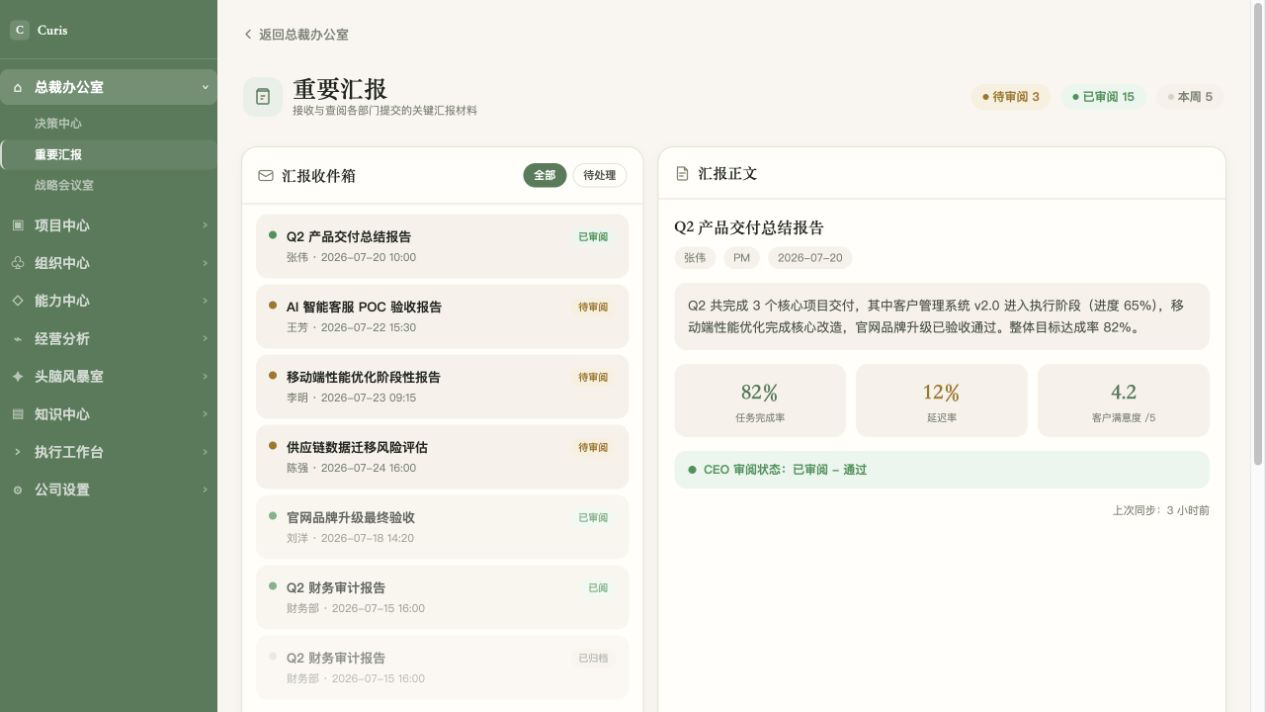 C Curis
总裁办公室
决策中心
重要汇报
战略会议室
项目中心
组织中心
能力中心
经营分析
头脑风暴室
知识中心
执行工作台
公司设置
返回总裁办公室
重要汇报
接收与查阅各部门提交的关键汇报材料
待审阅 3
已审阅 15
本周 5
汇报收件箱
全部
待处理
Q2 产品交付总结报告
已审阅
张伟 · 2026-07-20 10:00
AI 智能客服 POC 验收报告
待审阅
王芳 · 2026-07-22 15:30
移动端性能优化阶段性报告
待审阅
李明 · 2026-07-23 09:15
供应链数据迁移风险评估
待审阅
陈强 · 2026-07-24 16:00
官网品牌升级最终验收
已审阅
刘洋 · 2026-07-18 14:20
Q2 财务审计报告
已阅
财务部 · 2026-07-15 16:00
Q2 财务审计报告
已归档
财务部 · 2026-07-15 16:00
汇报正文
Q2 产品交付总结报告
张伟
PM
2026-07-20
Q2 共完成 3 个核心项目交付，其中客户管理系统 v2.0 进入执行阶段（进度 65%），移
动端性能优化完成核心改造，官网品牌升级已验收通过。整体目标达成率 82%。
82%
任务完成率
12%
延迟率
4.2
客户满意度 /5
CEO 审阅状态：已审阅 – 通过
上次同步：3 小时前